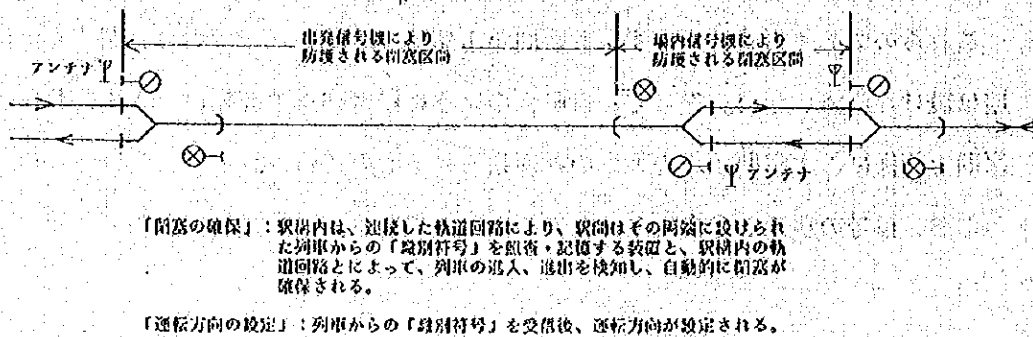 出発信号機により
防護される閉塞区間
場内信号機により
防護される閉塞区間
アンテナ
アンテナ
「閉塞の確保」：駅構内は、連続した軌道回路により、駅間はその両端に設けられ
た列車からの「識別符号」を照査・記憶する装置と、駅構内の軌
道回路とによって、列車の進入、進出を検知し、自動的に閉塞が
確保される。
「運転方向の設定」：列車からの「識別符号」を受信後、運転方向が設定される。